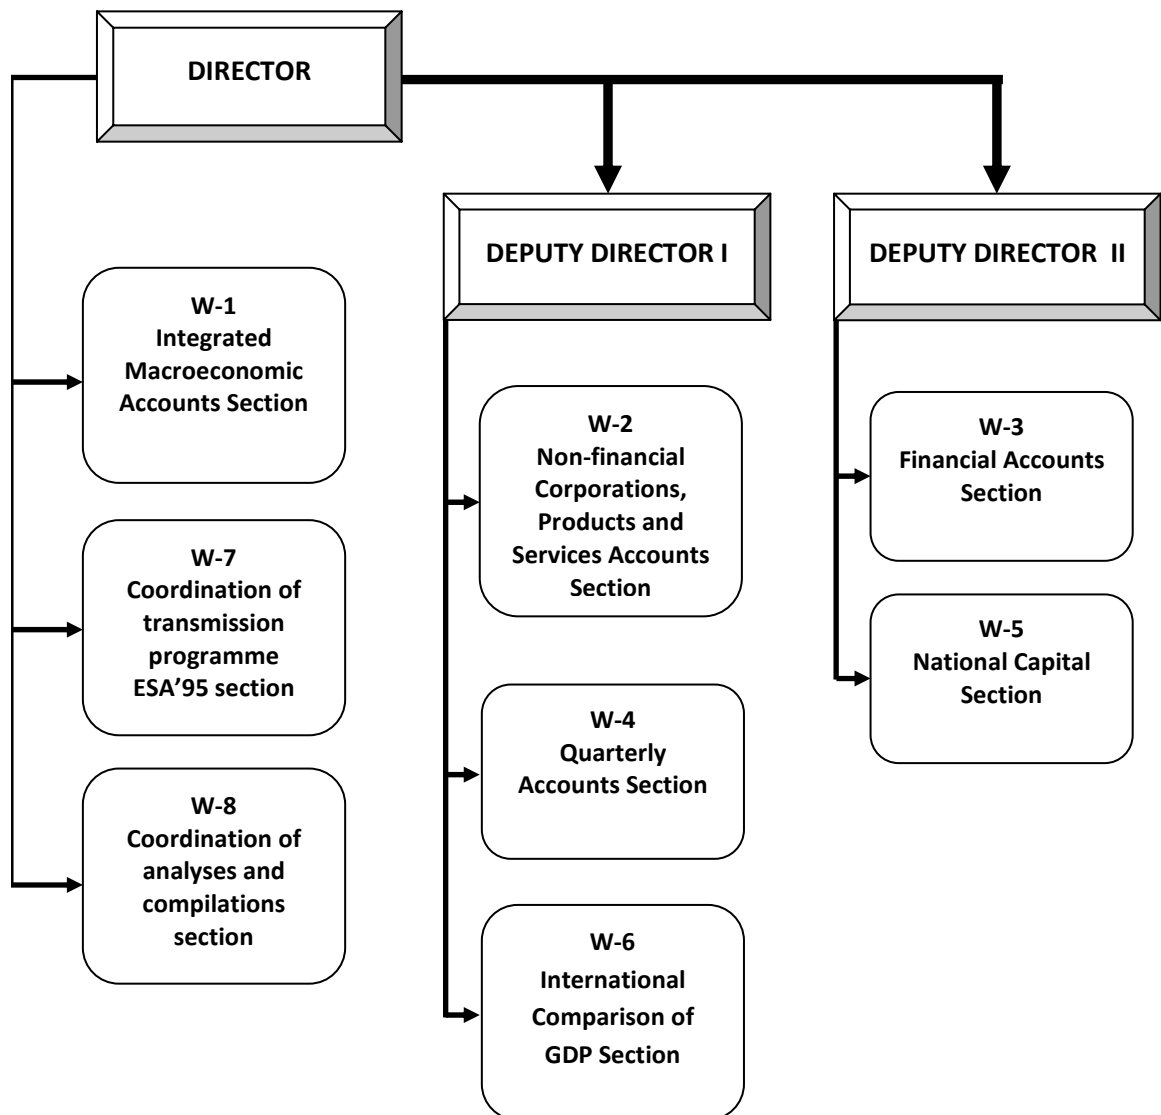 DIRECTOR
DEPUTY DIRECTOR I
DEPUTY DIRECTOR  II
W-1
Integrated
Macroeconomic
Accounts Section
W-7
Coordination of
transmission
programme
ESA’95 section
W-8
Coordination of
analyses and
compilations
section
W-2
Non-financial
Corporations,
Products and
Services Accounts
Section
W-4
Quarterly
Accounts Section
W-6
International
Comparison of
GDP Section
W-3
Financial Accounts
Section
W-5
National Capital
Section